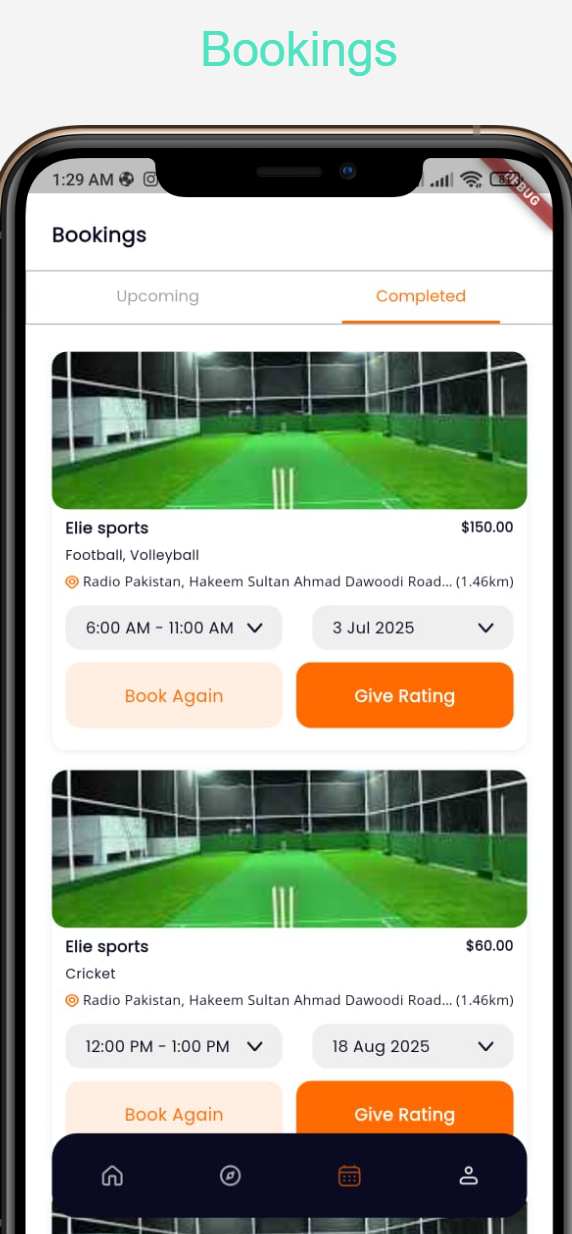 Bookings
1:29 AM
DEBUG
Bookings
Upcoming Completed
Elie sports $150.00
Football, Volleyball
Radio Pakistan, Hakeem Sultan Ahmad Dawoodi Road... (1.46km)
6:00 AM - 11:00 AM 3 Jul 2025
Book Again Give Rating
Elie sports $60.00
Cricket
Radio Pakistan, Hakeem Sultan Ahmad Dawoodi Road... (1.46km)
12:00 PM - 1:00 PM 18 Aug 2025
Book Again Give Rating